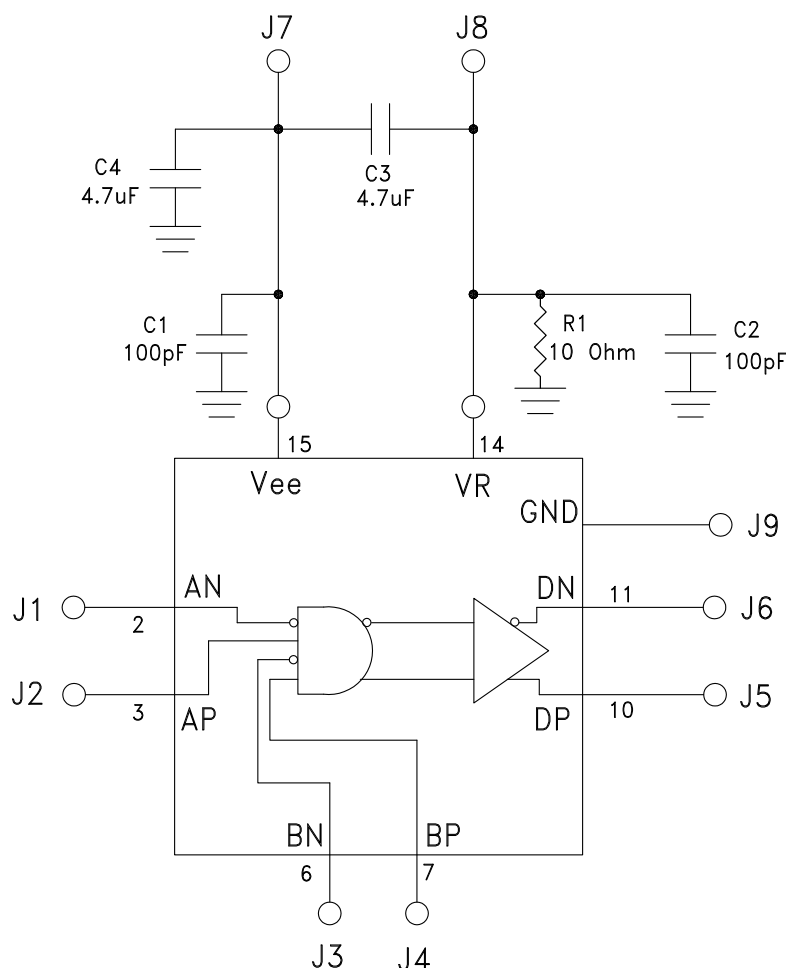 J7
J8
C4
4.7uF
C3
4.7uF
C1
100pF
R1
10 Ohm
C2
100pF
15
14
Vee
VR
GND
J9
J1
2
AN
DN
11
J6
J2
3
AP
DP
10
J5
BN
BP
6
7
J3
J4